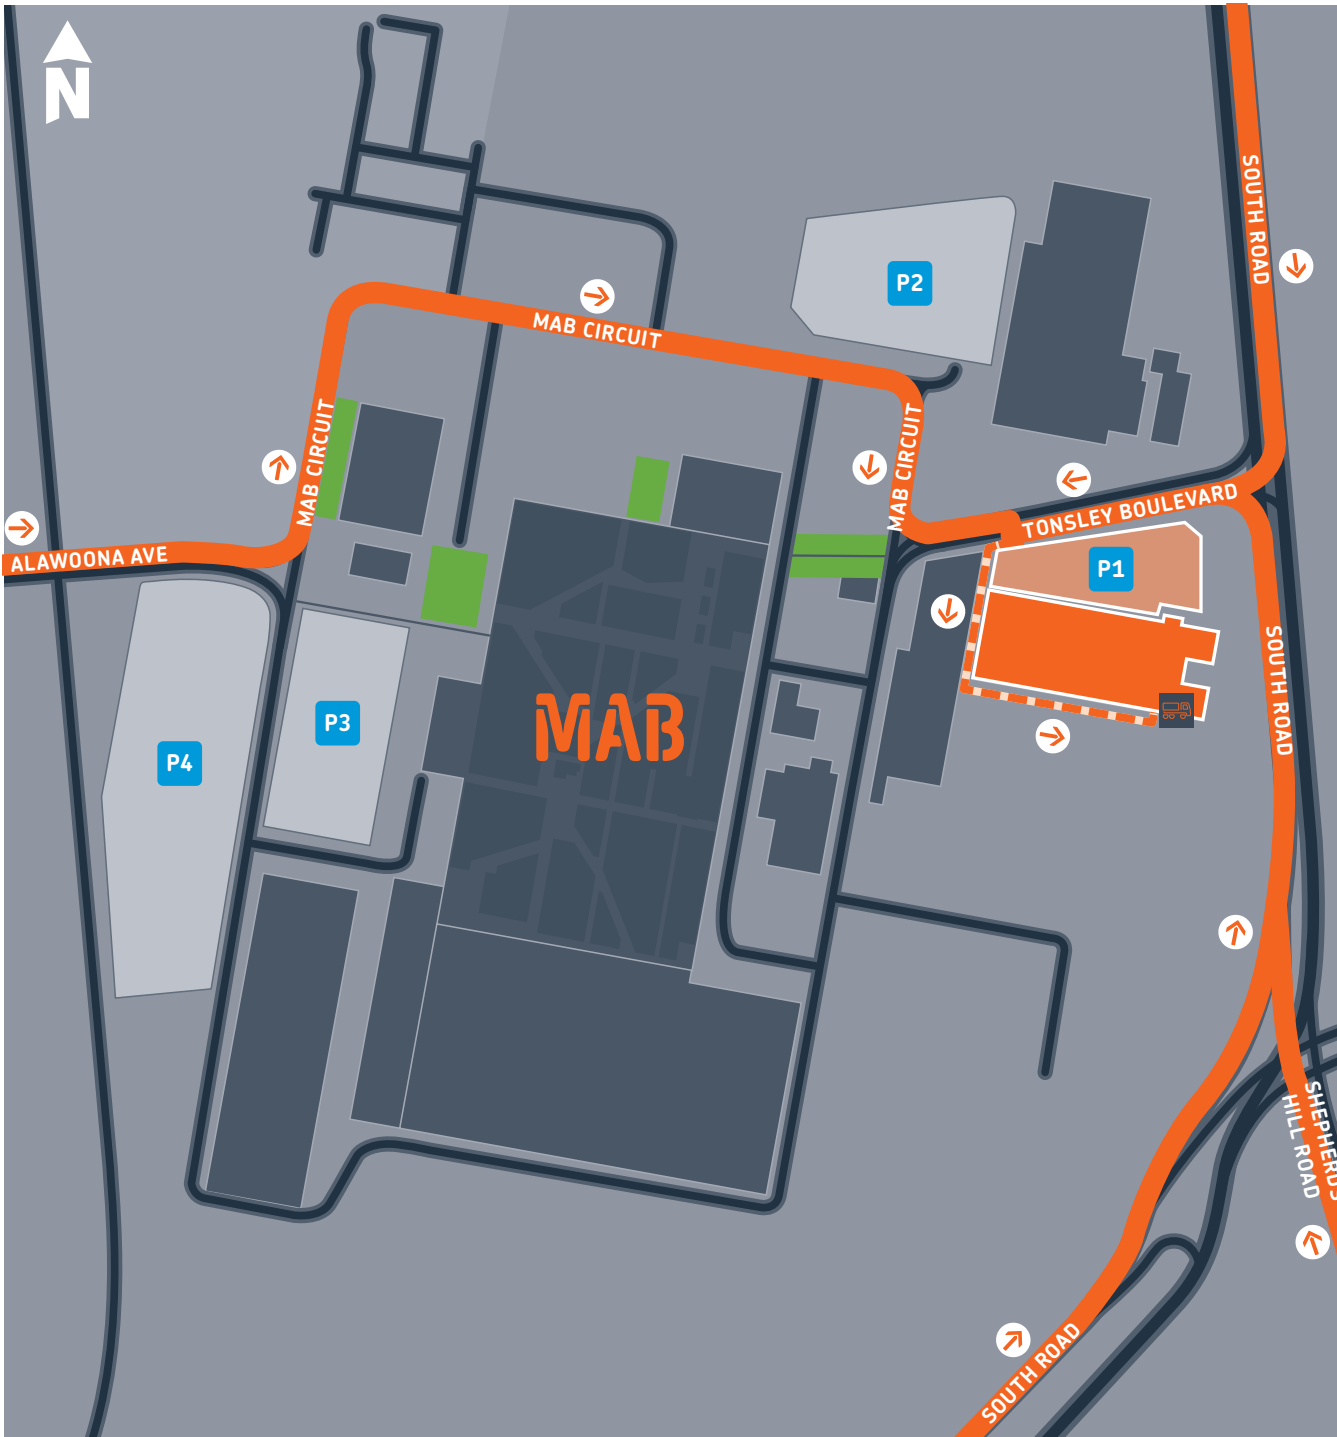 N
SOUTH ROAD
P2
MAB CIRCUIT
MAB CIRCUIT
MAB CIRCUIT
TONSLEY BOULEVARD
ALAWOONA AVE
P1
SOUTH ROAD
P3
MAB
P4
SHEPHERDS
HILL ROAD
SOUTH ROAD